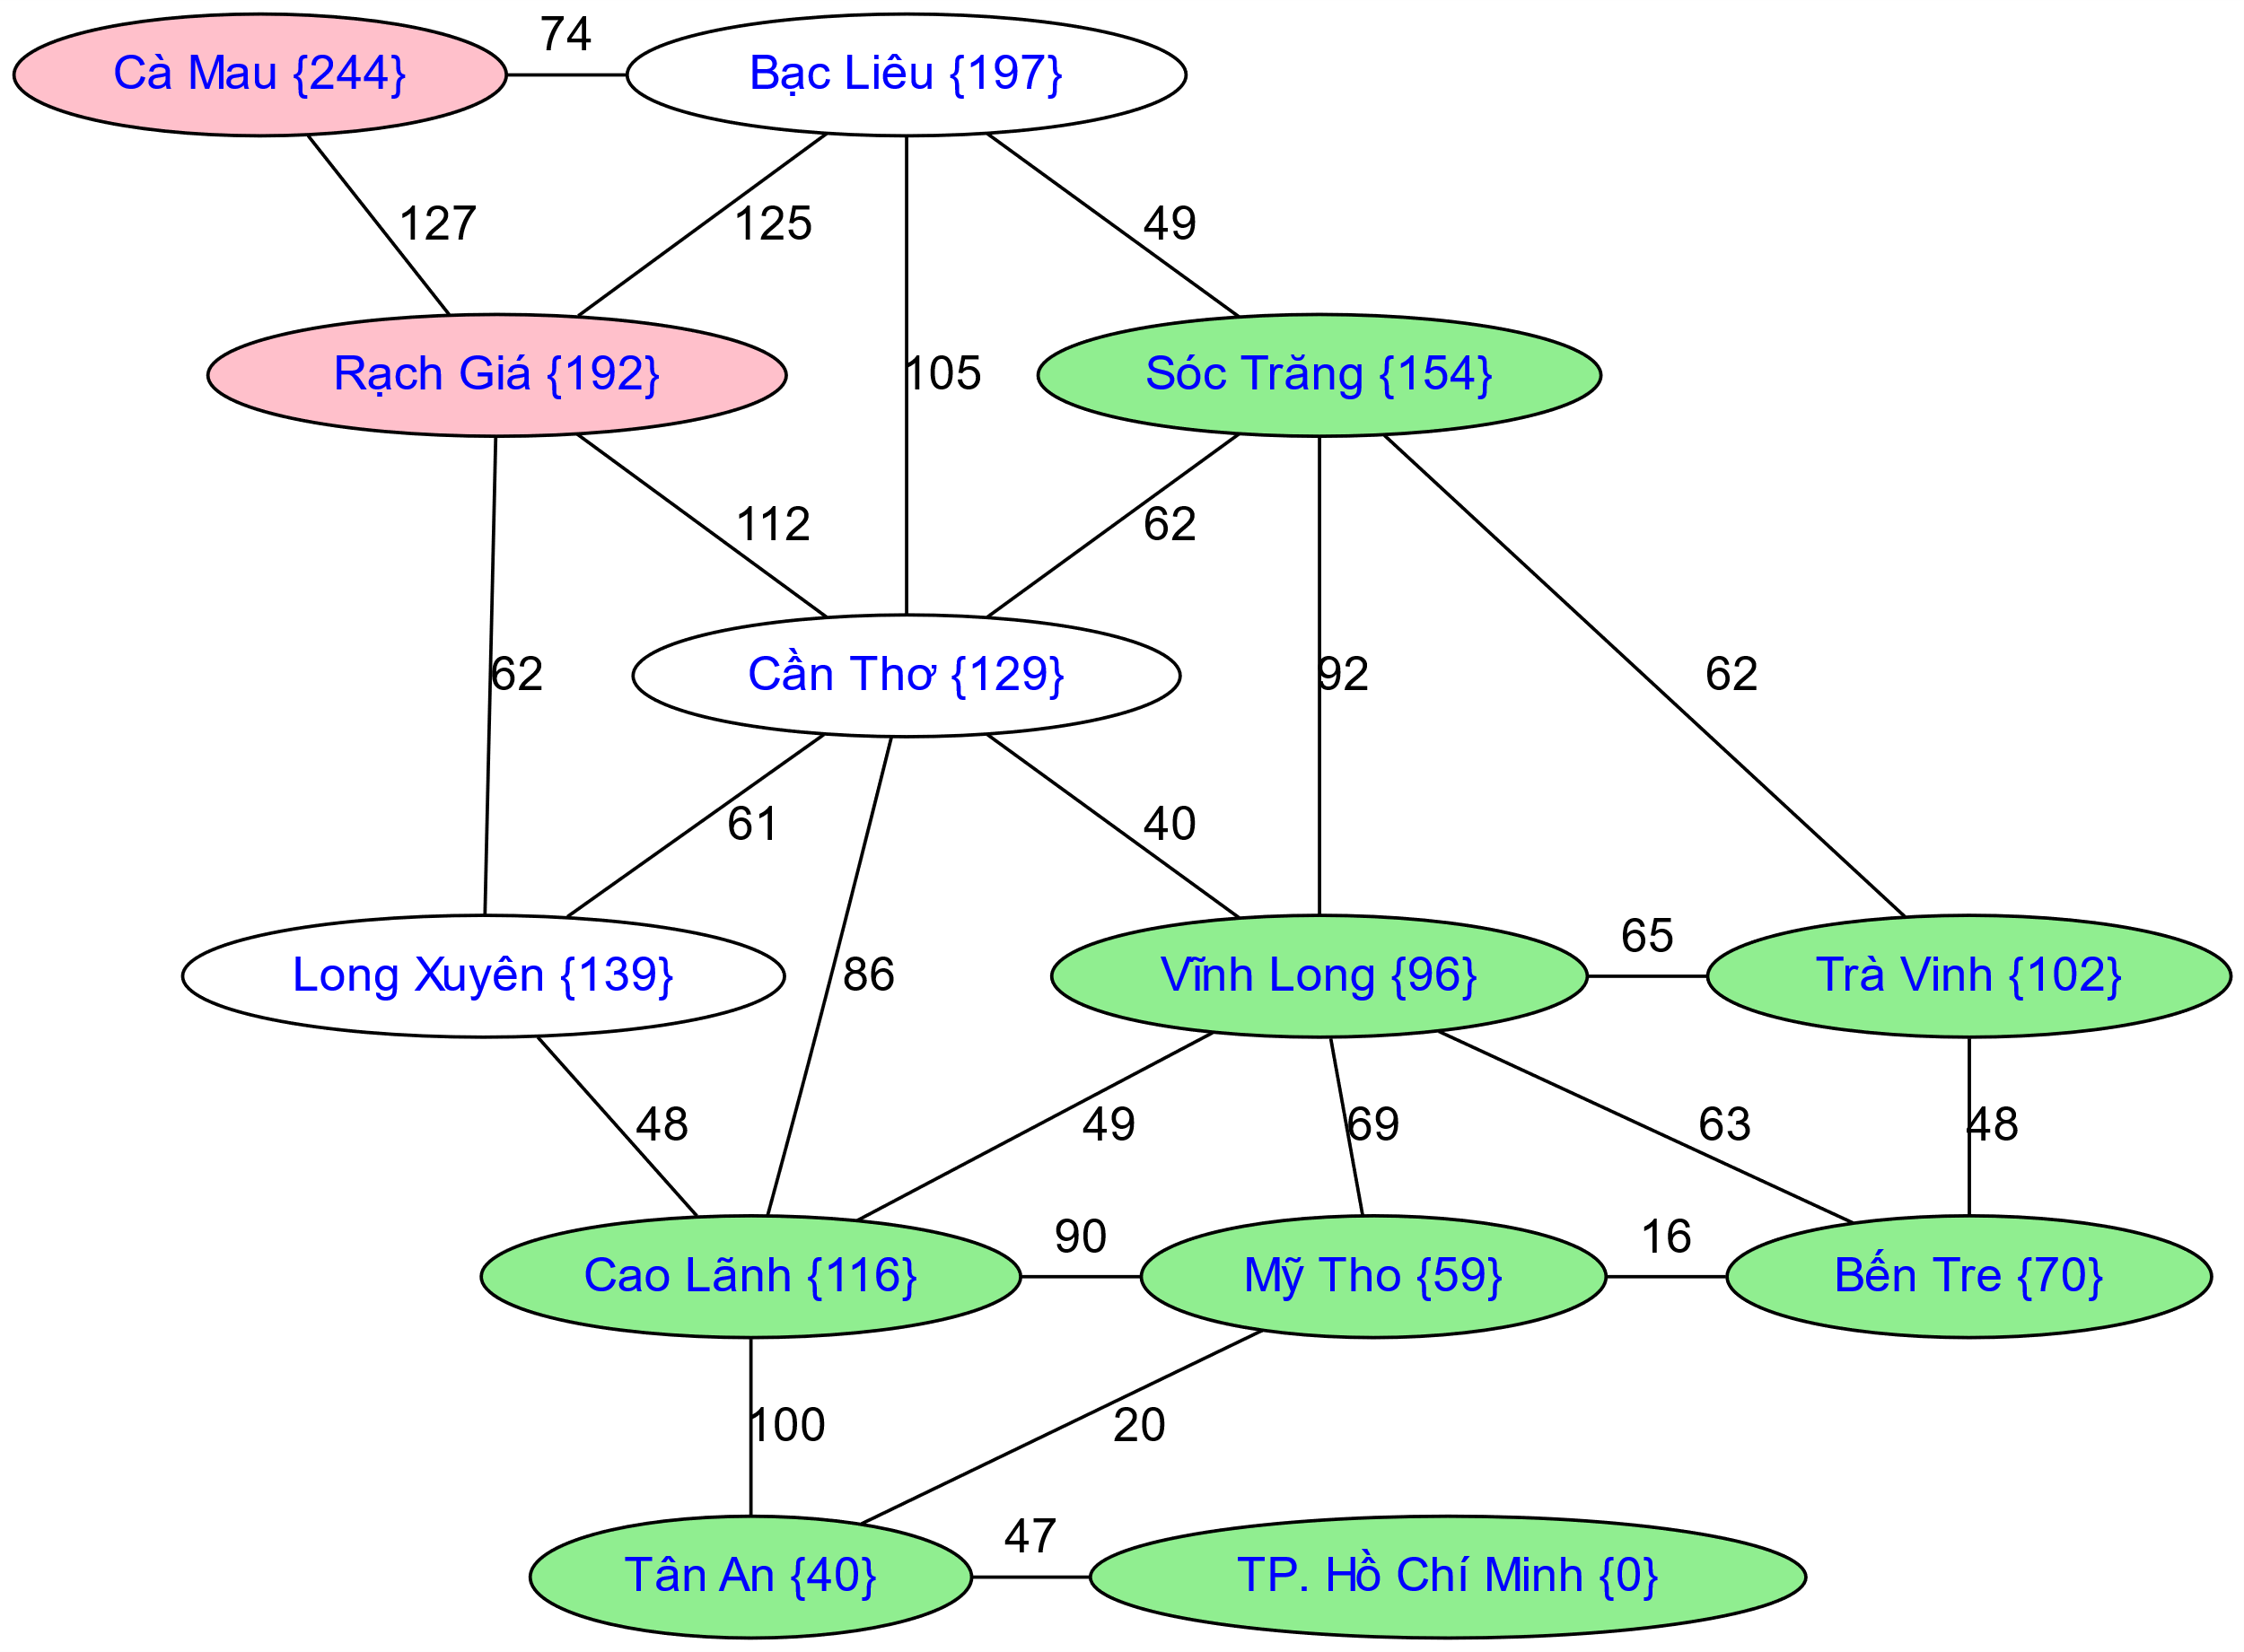 Cà Mau {244}
74
Bạc Liêu {197}
127
125
49
Rạch Giá {192}
105
Sóc Trăng {154}
112
62
62
Cần Thơ {129}
92
62
61
40
Long Xuyên {139}
86
Vĩnh Long {96}
65
Trà Vinh {102}
48
49
69
63
48
Cao Lãnh {116}
90
Mỹ Tho {59}
16
Bến Tre {70}
100
20
Tân An {40}
47
TP. Hồ Chí Minh {0}